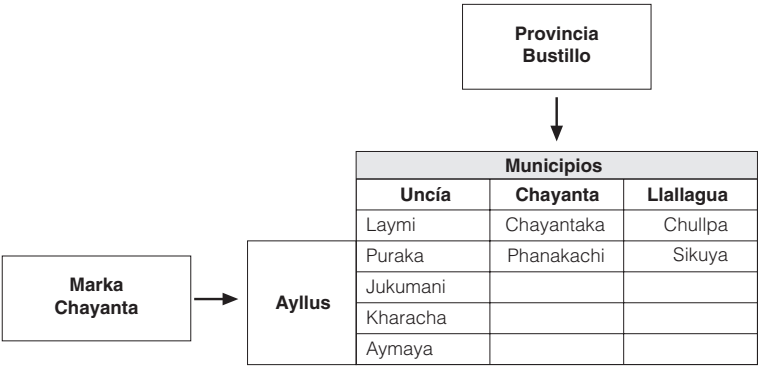 Provincia
Bustillo
Municipios
Uncía Chayanta Llallagua
Laymi Chayantaka Chullpa
Puraka Phanakachi Sikuya
Jukumani
Kharacha
Aymaya
Marka
Chayanta
Ayllus